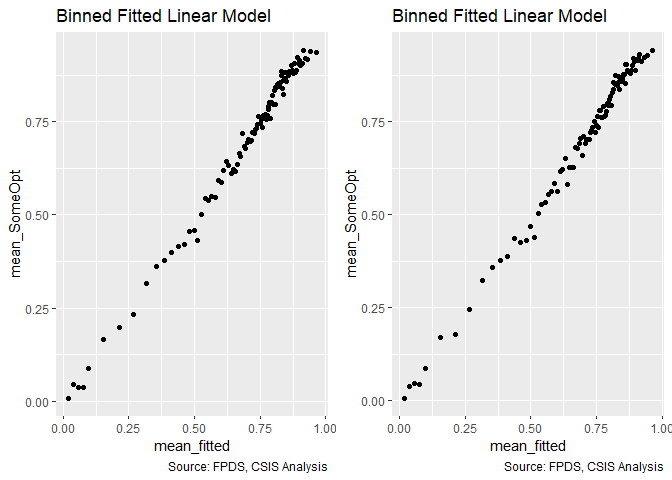 Binned Fitted Linear Model
mean_SomeOpt
0.75
0.50
0.25
0.00
0.00 0.25 0.50 0.75 1.00
mean_fitted
Source: FPDS, CSIS Analysis
Binned Fitted Linear Model
mean_SomeOpt
0.75
0.50
0.25
0.00
0.00 0.25 0.50 0.75 1.00
mean_fitted
Source: FPDS, CSIS Analysis